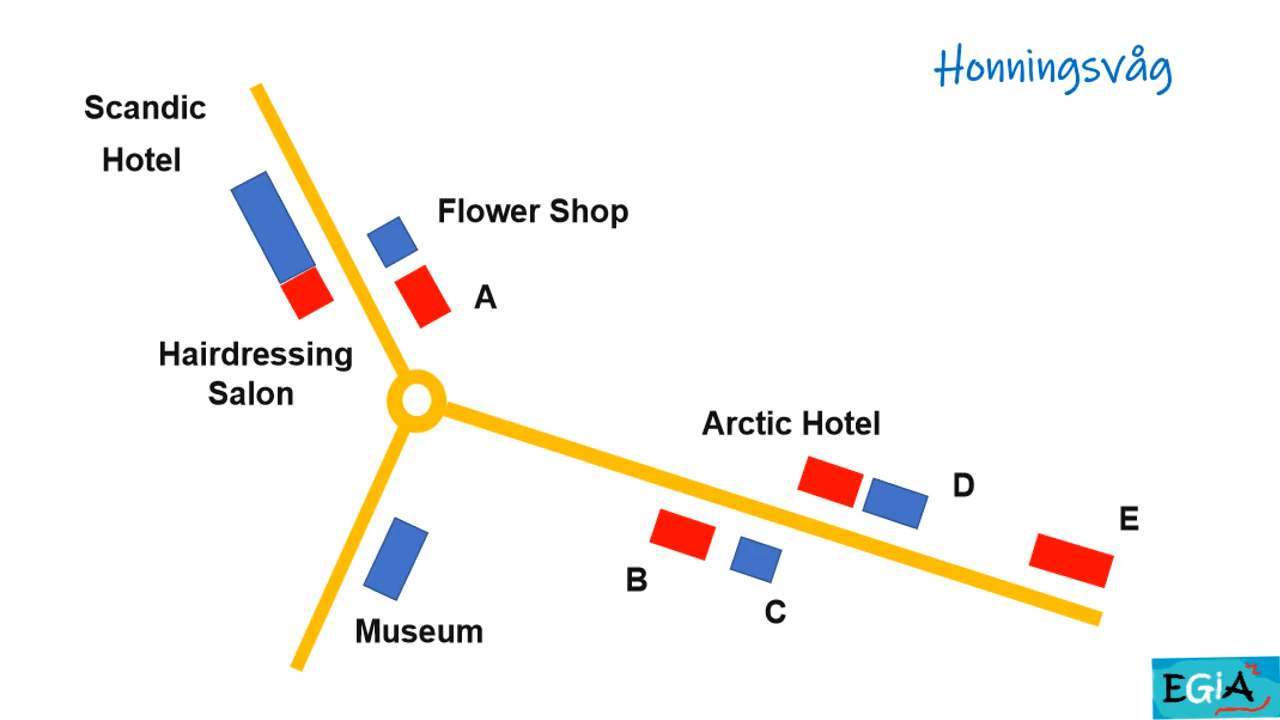 Honningsvåg
Scandic
Hotel
Flower Shop
A
Hairdressing
Salon
Arctic Hotel
D
E
B
C
Museum
EGiA